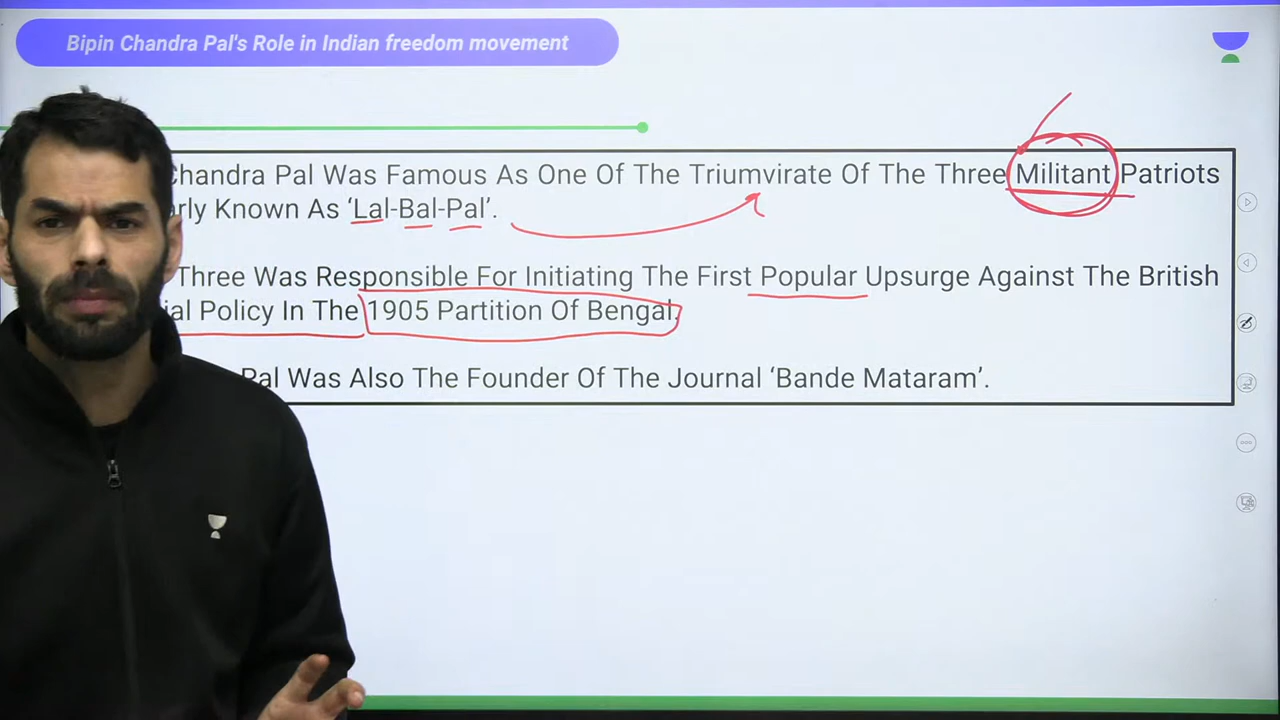 Bipin Chandra Pal's Role in Indian freedom movement
Chandra Pal Was Famous As One Of The Triumvirate Of The Three Militant Patriots
Known As ‘Lal-Bal-Pal’.
Three Was Responsible For Initiating The First Popular Upsurge Against The British
Policy In The 1905 Partition Of Bengal.
Pal Was Also The Founder Of The Journal ‘Bande Mataram’.